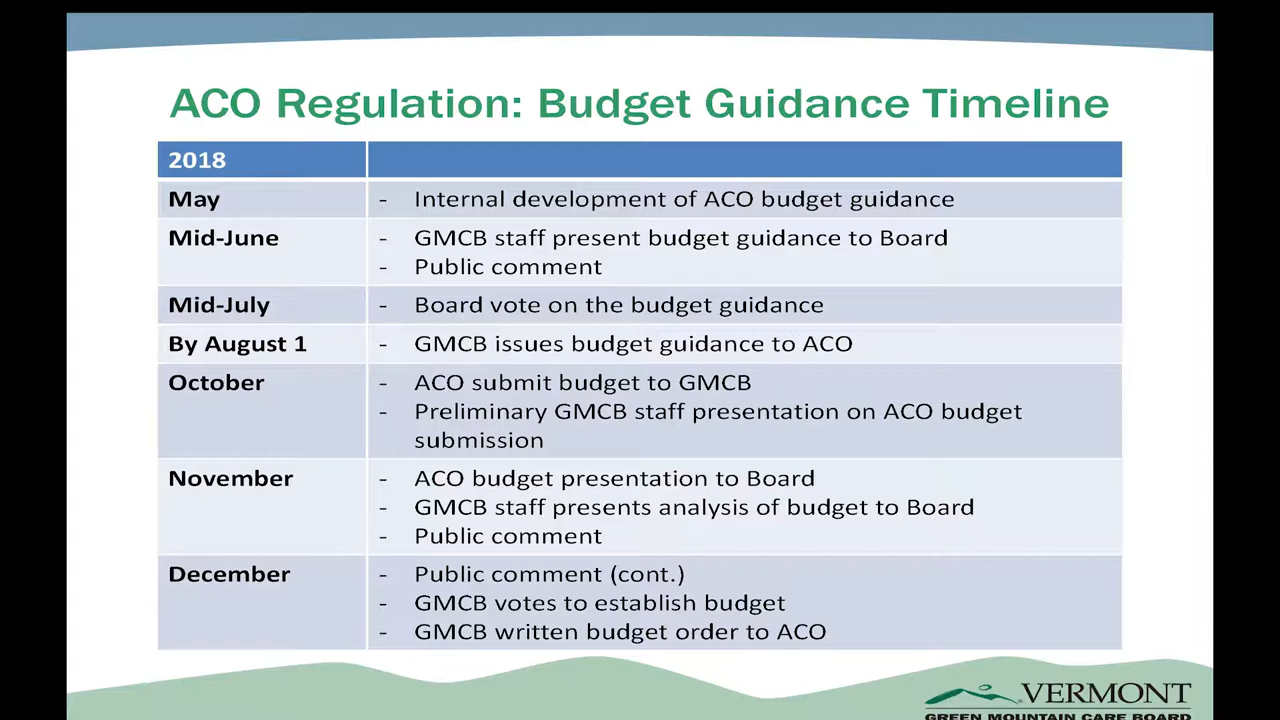 ACO Regulation: Budget Guidance Timeline
2018
May
- Internal development of ACO budget guidance
Mid-June
- GMCB staff present budget guidance to Board
- Public comment
Mid-July
- Board vote on the budget guidance
By August 1
- GMCB issues budget guidance to ACO
October
- ACO submit budget to GMCB
- Preliminary GMCB staff presentation on ACO budget
submission
November
- ACO budget presentation to Board
- GMCB staff presents analysis of budget to Board
- Public comment
December
- Public comment (cont.)
- GMCB votes to establish budget
- GMCB written budget order to ACO
VERMONT
GREEN MOUNTAIN CARE BOARD